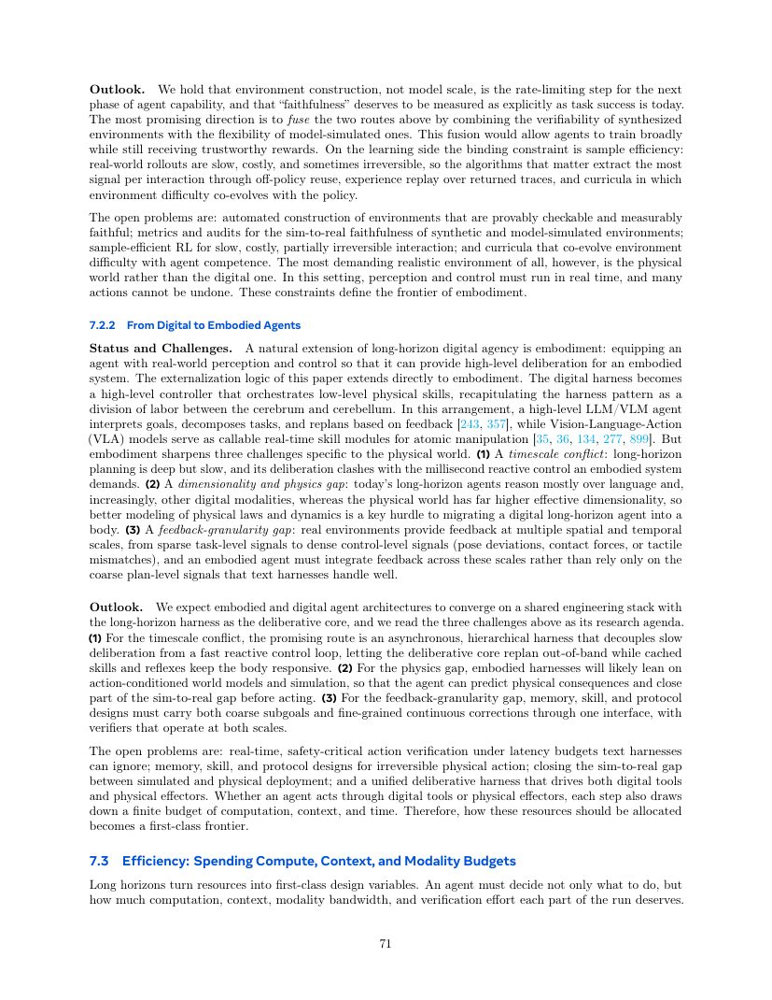 Outlook. We hold that environment construction, not model scale, is the rate-limiting step for the next
phase of agent capability, and that “faithfulness” deserves to be measured as explicitly as task success is today.
The most promising direction is to fuse the two routes above by combining the verifiability of synthesized
environments with the flexibility of model-simulated ones. This fusion would allow agents to train broadly
while still receiving trustworthy rewards. On the learning side the binding constraint is sample efficiency:
real-world rollouts are slow, costly, and sometimes irreversible, so the algorithms that matter extract the most
signal per interaction through off-policy reuse, experience replay over returned traces, and curricula in which
environment difficulty co-evolves with the policy.
The open problems are: automated construction of environments that are provably checkable and measurably
faithful; metrics and audits for the sim-to-real faithfulness of synthetic and model-simulated environments;
sample-efficient RL for slow, costly, partially irreversible interaction; and curricula that co-evolve environment
difficulty with agent competence. The most demanding realistic environment of all, however, is the physical
world rather than the digital one. In this setting, perception and control must run in real time, and many
actions cannot be undone. These constraints define the frontier of embodiment.
7.2.2 From Digital to Embodied Agents
Status and Challenges. A natural extension of long-horizon digital agency is embodiment: equipping an
agent with real-world perception and control so that it can provide high-level deliberation for an embodied
system. The externalization logic of this paper extends directly to embodiment. The digital harness becomes
a high-level controller that orchestrates low-level physical skills, recapitulating the harness pattern as a
division of labor between the cerebrum and cerebellum. In this arrangement, a high-level LLM/VLM agent
interprets goals, decomposes tasks, and replans based on feedback [243, 357], while Vision-Language-Action
(VLA) models serve as callable real-time skill modules for atomic manipulation [35, 36, 134, 277, 899]. But
embodiment sharpens three challenges specific to the physical world. (1) A timescale conflict: long-horizon
planning is deep but slow, and its deliberation clashes with the millisecond reactive control an embodied system
demands. (2) A dimensionality and physics gap: today’s long-horizon agents reason mostly over language and,
increasingly, other digital modalities, whereas the physical world has far higher effective dimensionality, so
better modeling of physical laws and dynamics is a key hurdle to migrating a digital long-horizon agent into a
body. (3) A feedback-granularity gap: real environments provide feedback at multiple spatial and temporal
scales, from sparse task-level signals to dense control-level signals (pose deviations, contact forces, or tactile
mismatches), and an embodied agent must integrate feedback across these scales rather than rely only on the
coarse plan-level signals that text harnesses handle well.
Outlook. We expect embodied and digital agent architectures to converge on a shared engineering stack with
the long-horizon harness as the deliberative core, and we read the three challenges above as its research agenda.
(1) For the timescale conflict, the promising route is an asynchronous, hierarchical harness that decouples slow
deliberation from a fast reactive control loop, letting the deliberative core replan out-of-band while cached
skills and reflexes keep the body responsive. (2) For the physics gap, embodied harnesses will likely lean on
action-conditioned world models and simulation, so that the agent can predict physical consequences and close
part of the sim-to-real gap before acting. (3) For the feedback-granularity gap, memory, skill, and protocol
designs must carry both coarse subgoals and fine-grained continuous corrections through one interface, with
verifiers that operate at both scales.
The open problems are: real-time, safety-critical action verification under latency budgets text harnesses
can ignore; memory, skill, and protocol designs for irreversible physical action; closing the sim-to-real gap
between simulated and physical deployment; and a unified deliberative harness that drives both digital tools
and physical effectors. Whether an agent acts through digital tools or physical effectors, each step also draws
down a finite budget of computation, context, and time. Therefore, how these resources should be allocated
becomes a first-class frontier.
7.3 Efficiency: Spending Compute, Context, and Modality Budgets
Long horizons turn resources into first-class design variables. An agent must decide not only what to do, but
how much computation, context, modality bandwidth, and verification effort each part of the run deserves.
71